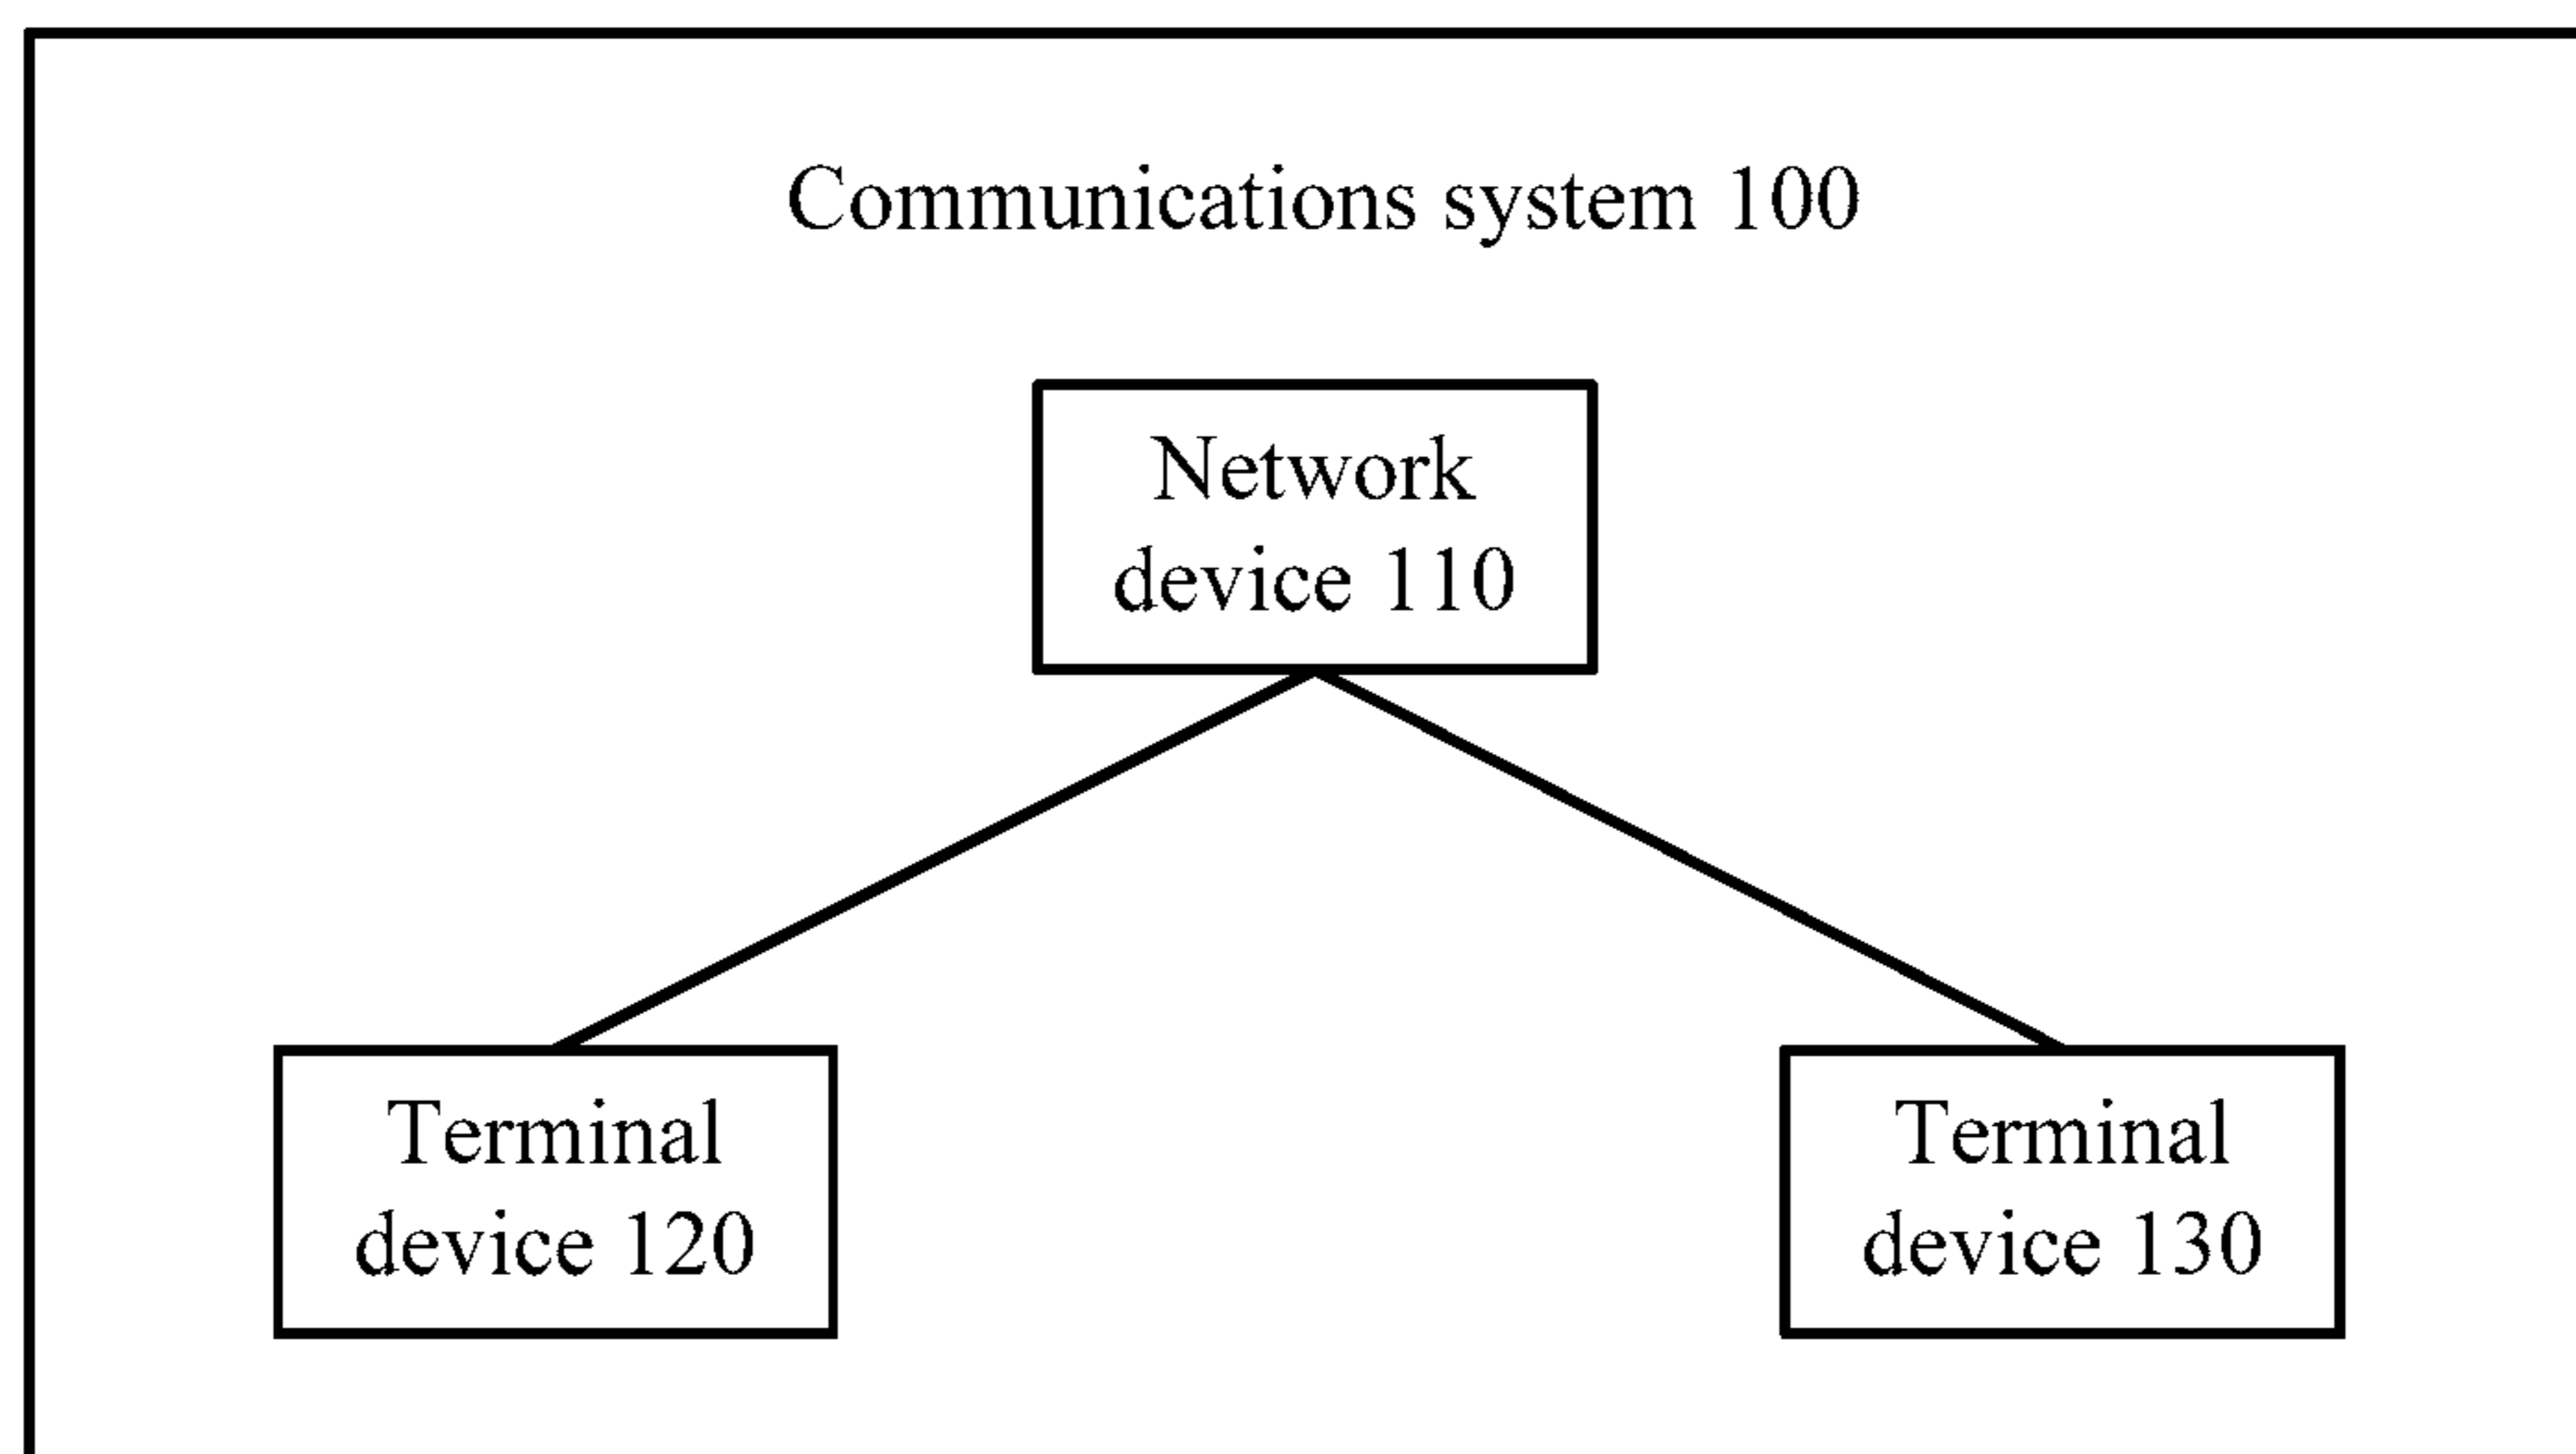 Communications system 100
Network
device 110
Terminal
device 120
Terminal
device 130